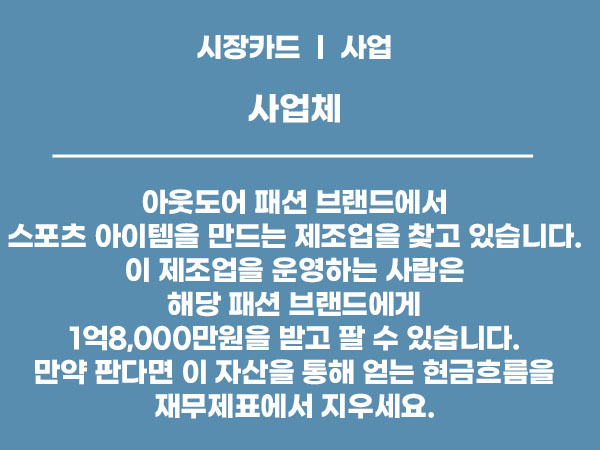 시장카드 | 사업
사업체
아웃도어 패션 브랜드에서
스포츠 아이템을 만드는 제조업을 찾고 있습니다.
이 제조업을 운영하는 사람은
해당 패션 브랜드에게
1억8,000만원을 받고 팔 수 있습니다.
만약 판다면 이 자산을 통해 얻는 현금흐름을
재무제표에서 지우세요.